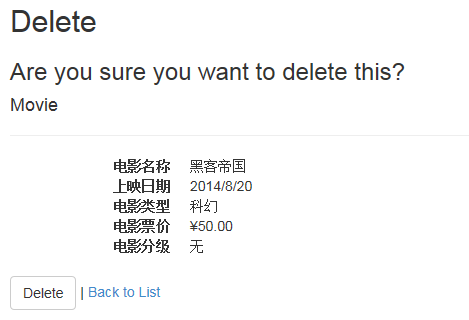 Delete
Are you sure you want to delete this?
Movie
电影名称 黑客帝国
上映日期 2014/8/20
电影类型 科幻
电影票价 ¥50.00
电影分级 无
Delete | Back to List